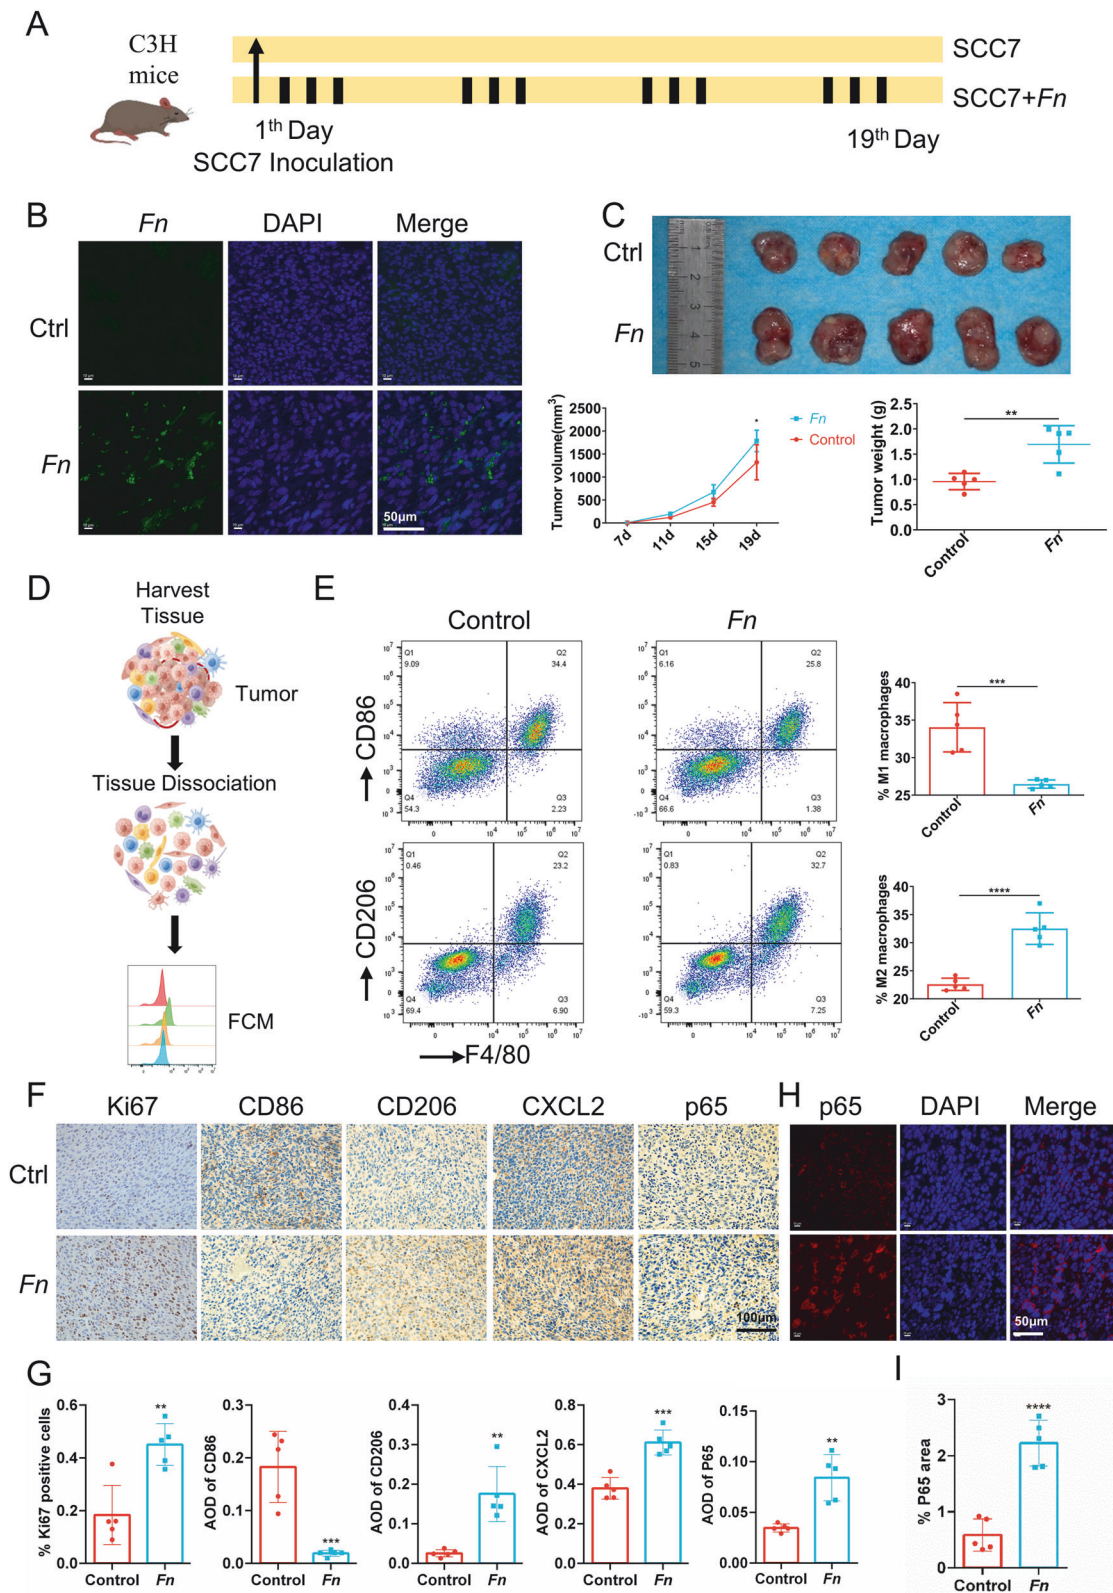 A
C3H
mice
SCC7
SCC7+Fn
1th Day
SCC7 Inoculation
19th Day
B
Fn
DAPI
Merge
Ctrl
Fn
50μm
C
Ctrl
Fn
1
2
3
4
5
Tumor volume(mm3)
2500
2000
1500
1000
500
0
7d
11d
15d
19d
*
Fn
Control
Tumor weight (g)
2.5
2.0
1.5
1.0
0.5
0.0
**
Control
Fn
D
Harvest
Tissue
Tumor
Tissue Dissociation
FCM
E
Control
Fn
CD86
Q1
9.09
Q2
34.4
Q4
54.3
Q3
2.23
Q1
6.16
Q2
25.8
Q4
66.6
Q3
1.38
CD206
Q1
0.46
Q2
23.2
Q4
69.4
Q3
6.90
Q1
0.83
Q2
32.7
Q4
59.3
Q3
7.25
F4/80
% M1 macrophages
40
35
30
25
***
Control
Fn
% M2 macrophages
40
35
30
25
20
****
Control
Fn
F
Ki67
CD86
CD206
CXCL2
p65
Ctrl
Fn
100μm
H
p65
DAPI
Merge
50μm
G
% Ki67 positive cells
0.6
0.4
0.2
0.0
**
Control
Fn
AOD of CD86
0.3
0.2
0.1
0.0
***
Control
Fn
AOD of CD206
0.4
0.3
0.2
0.1
0.0
**
Control
Fn
AOD of CXCL2
0.8
0.6
0.4
0.2
0.0
***
Control
Fn
AOD of P65
0.15
0.10
0.05
0.00
**
Control
Fn
I
% P65 area
3
2
1
0
****
Control
Fn